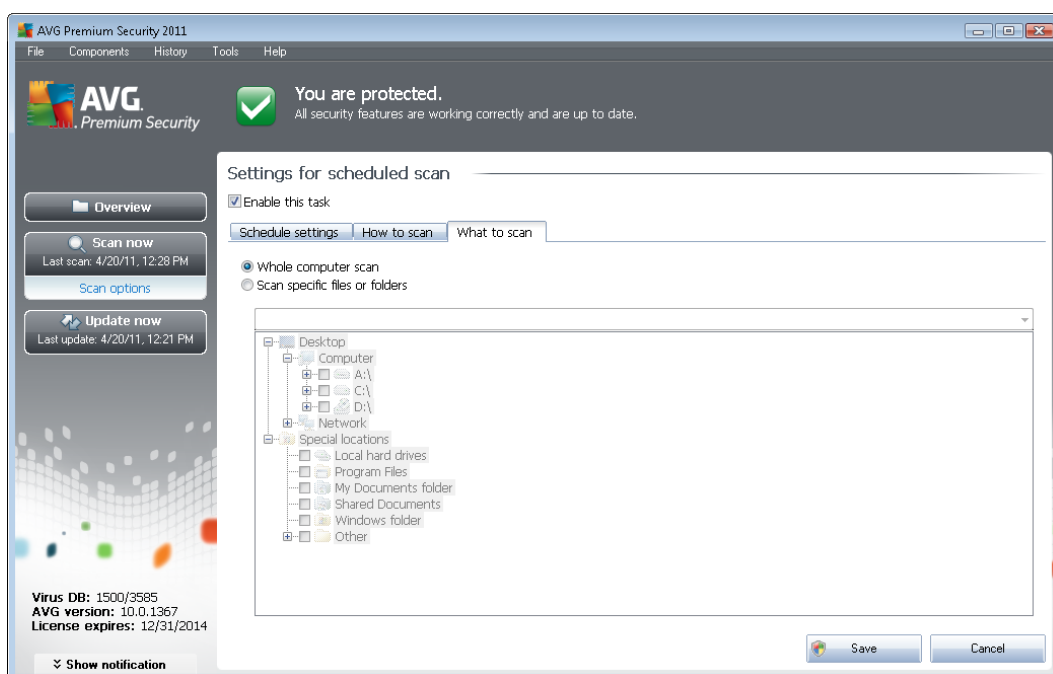 AVG Premium Security 2011
File Components History Tools Help
AVG.
Premium Security
You are protected.
All security features are working correctly and are up to date.
Overview
Scan now
Last scan: 4/20/11, 12:28 PM
Scan options
Update now
Last update: 4/20/11, 12:21 PM
Virus DB: 1500/3585
AVG version: 10.0.1367
License expires: 12/31/2014
Show notification
Settings for scheduled scan
Enable this task
Schedule settings How to scan What to scan
Whole computer scan
Scan specific files or folders
Desktop
Computer
A:\
C:\
D:\
Network
Special locations
Local hard drives
Program Files
My Documents folder
Shared Documents
Windows folder
Other
Save Cancel